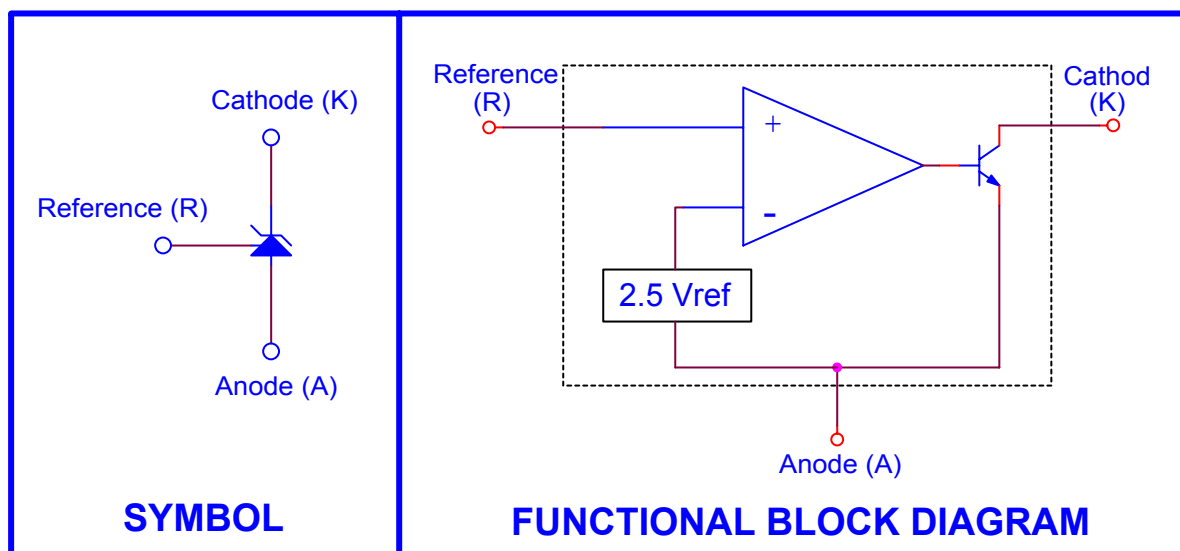 Cathode (K)
Reference (R)
Anode (A)
SYMBOL
Reference
(R)
Cathod
(K)
+
-
2.5 Vref
Anode (A)
FUNCTIONAL BLOCK DIAGRAM